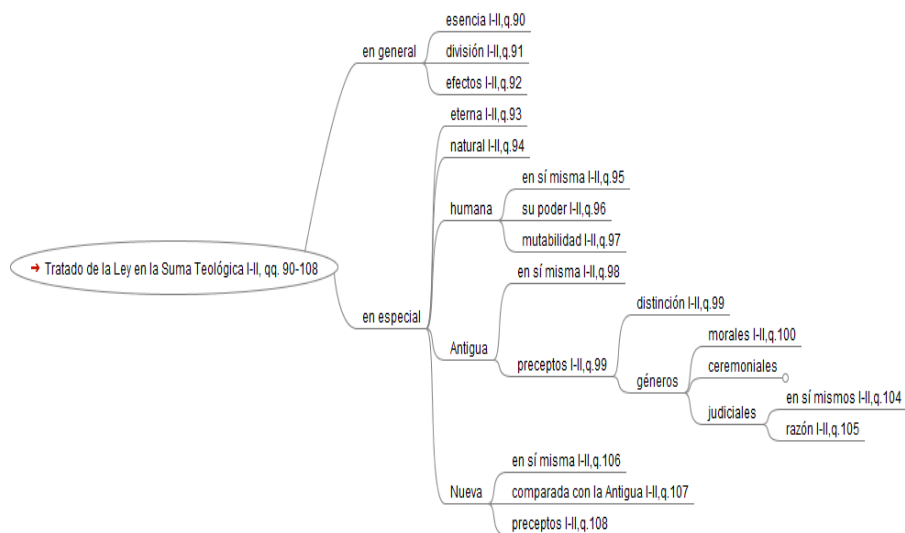 Tratado de la Ley en la Suma Teológica I-II, qq. 90-108
en general
esencia I-II,q.90
división I-II,q.91
efectos I-II,q.92
en especial
eterna I-II,q.93
natural I-II,q.94
humana
en sí misma I-II,q.95
su poder I-II,q.96
mutabilidad I-II,q.97
Antigua
en sí misma I-II,q.98
preceptos I-II,q.99
distinción I-II,q.99
géneros
morales I-II,q.100
ceremoniales
judiciales
en sí mismos I-II,q.104
razón I-II,q.105
Nueva
en sí misma I-II,q.106
comparada con la Antigua I-II,q.107
preceptos I-II,q.108